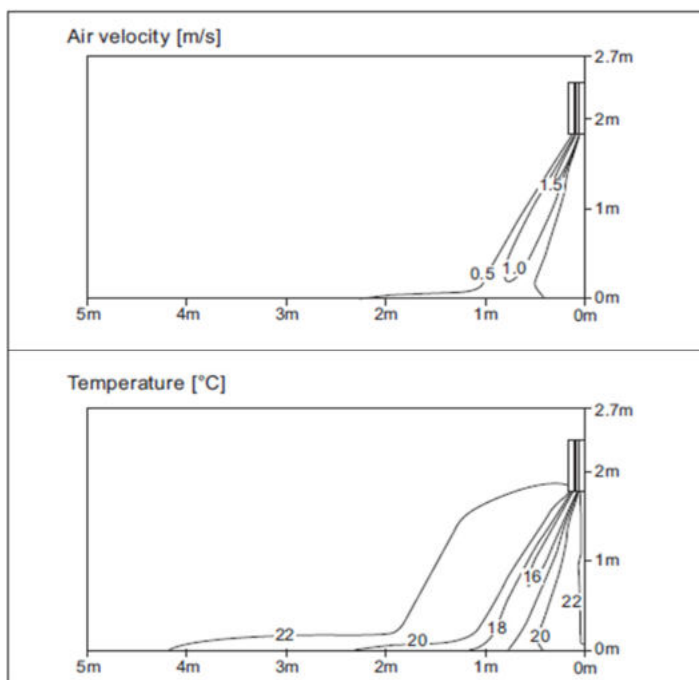 Air velocity [m/s]
2.7m
2m
1.5
1m
0.5 1.0
0m
5m 4m 3m 2m 1m 0m
Temperature [°C]
2.7m
2m
1m
16
22
18
22 20 20
0m
5m 4m 3m 2m 1m 0m